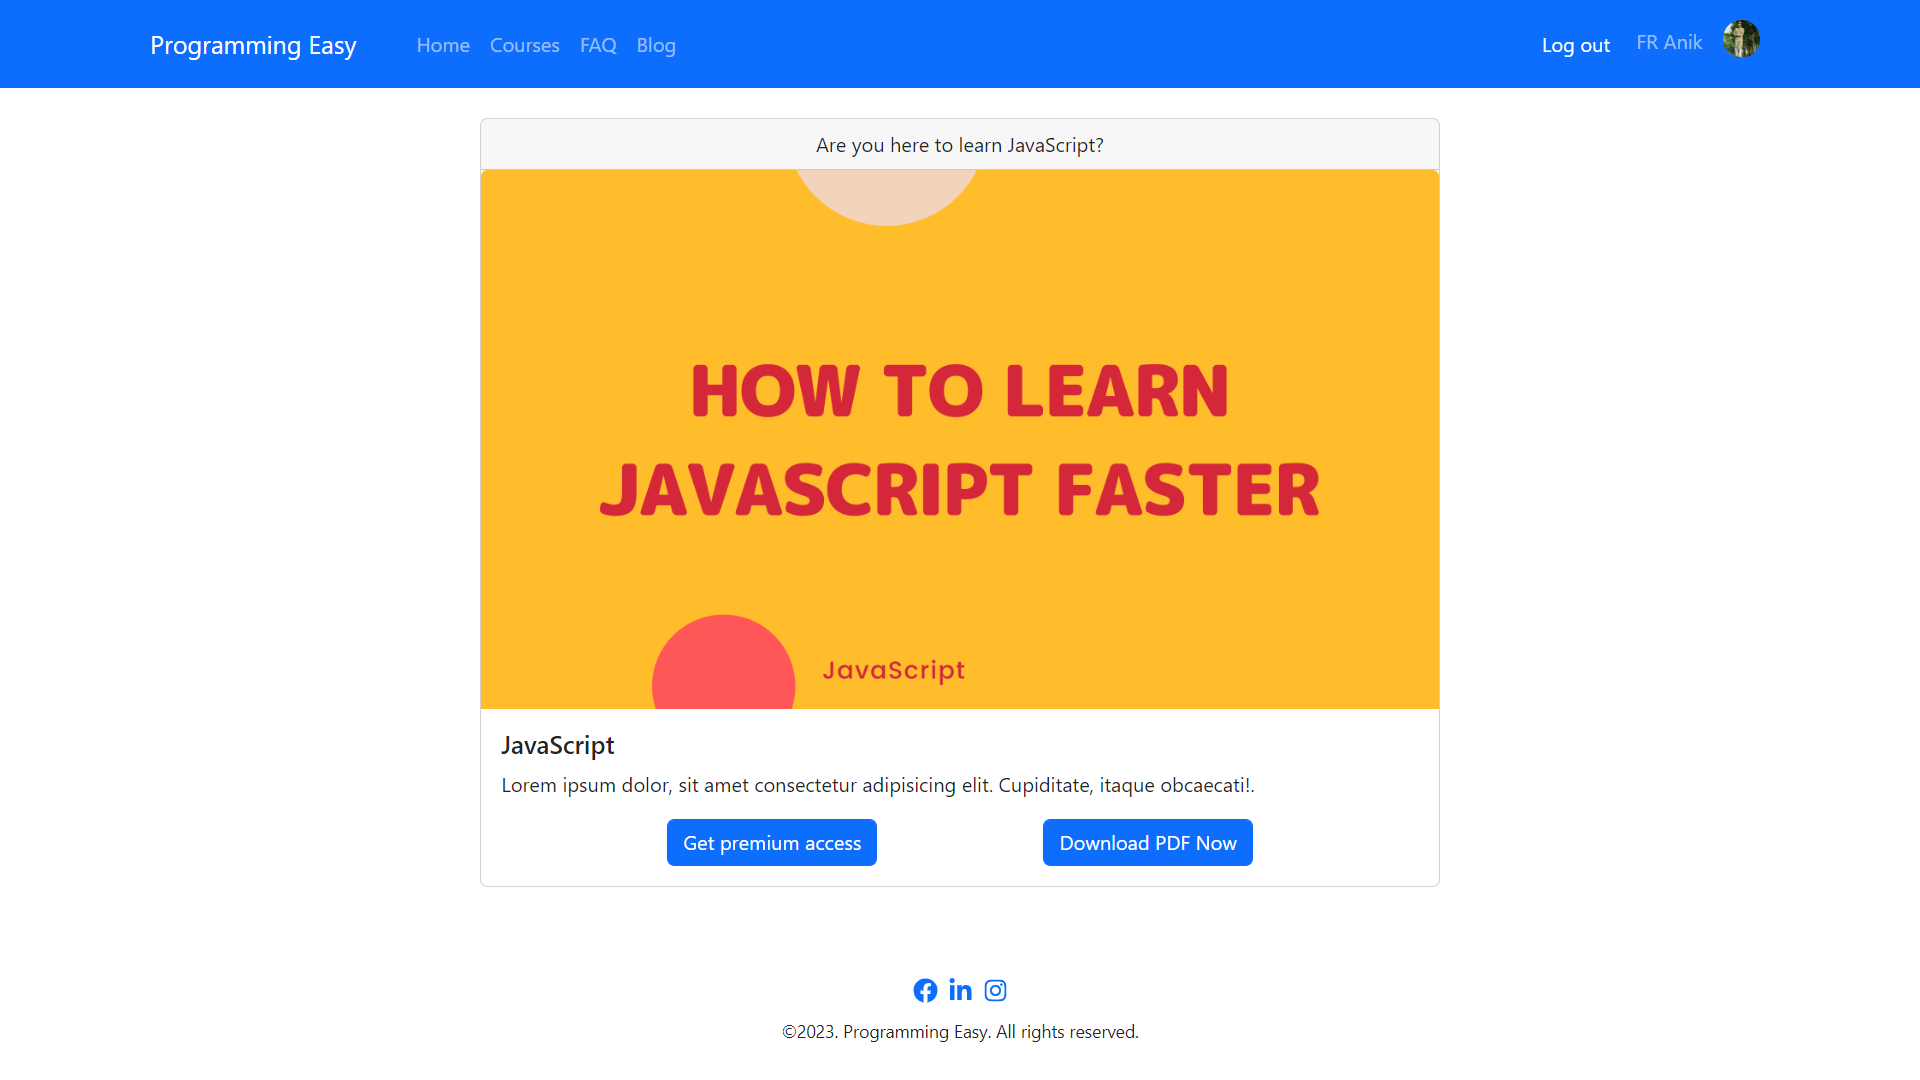 Programming Easy Home Courses FAQ Blog Log out FR Anik
Are you here to learn JavaScript?
HOW TO LEARN
JAVASCRIPT FASTER
JavaScript
JavaScript
Lorem ipsum dolor, sit amet consectetur adipisicing elit. Cupiditate, itaque obcaecati!.
Get premium access Download PDF Now
©2023. Programming Easy. All rights reserved.